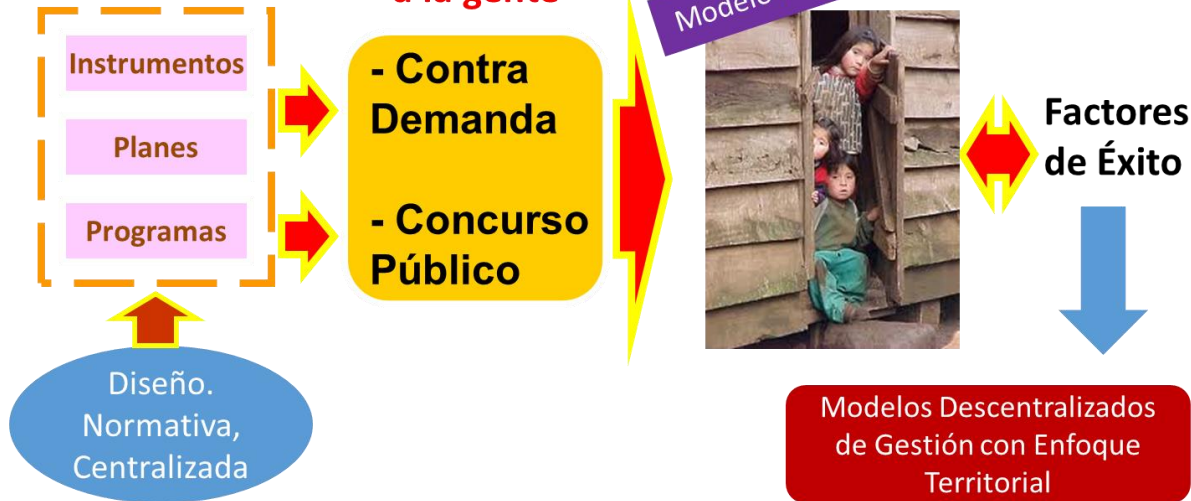 a la gente
Modelo
Instrumentos
Planes
Programas
- Contra
Demanda
- Concurso
Público
Factores
de Éxito
Diseño.
Normativa,
Centralizada
Modelos Descentralizados
de Gestión con Enfoque
Territorial